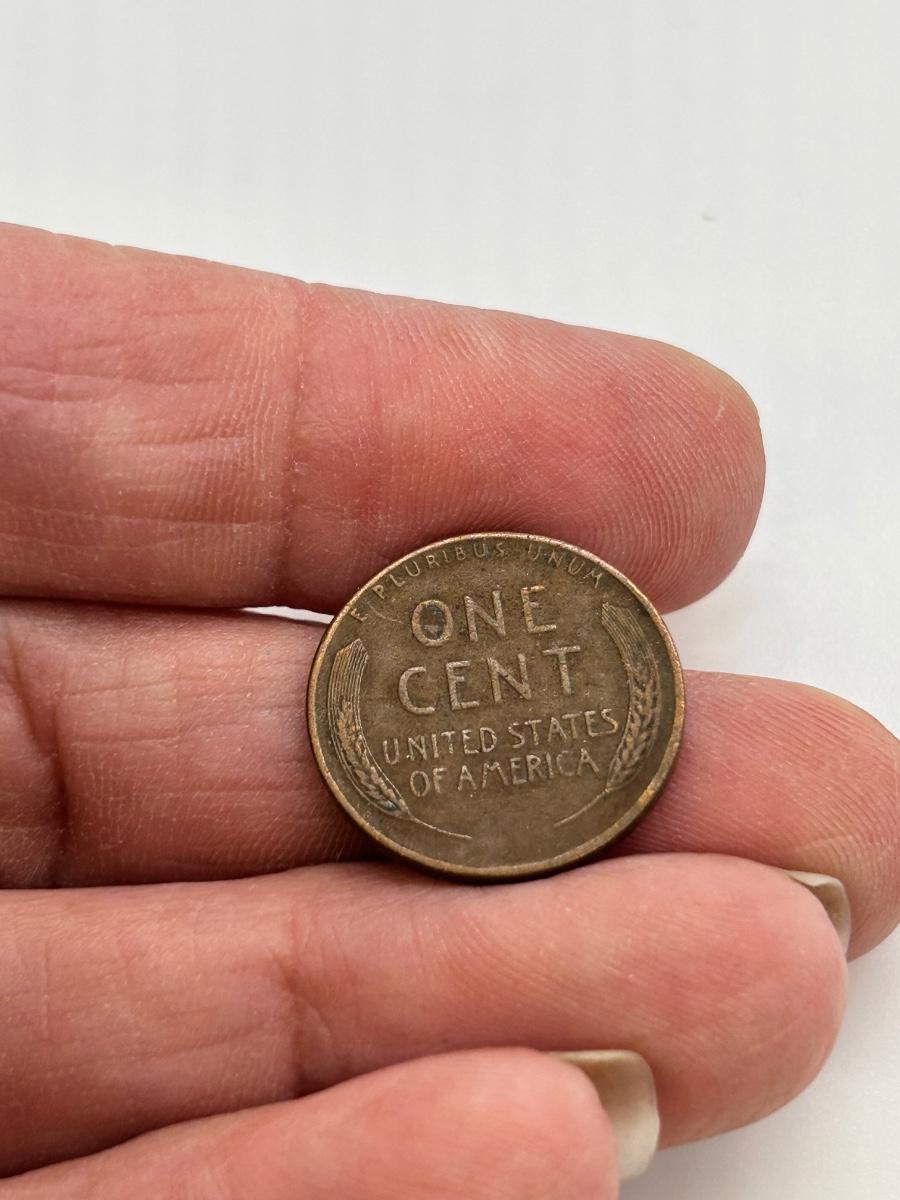 E PLURIBUS UNUM
ONE
CENT
UNITED STATES
OF AMERICA